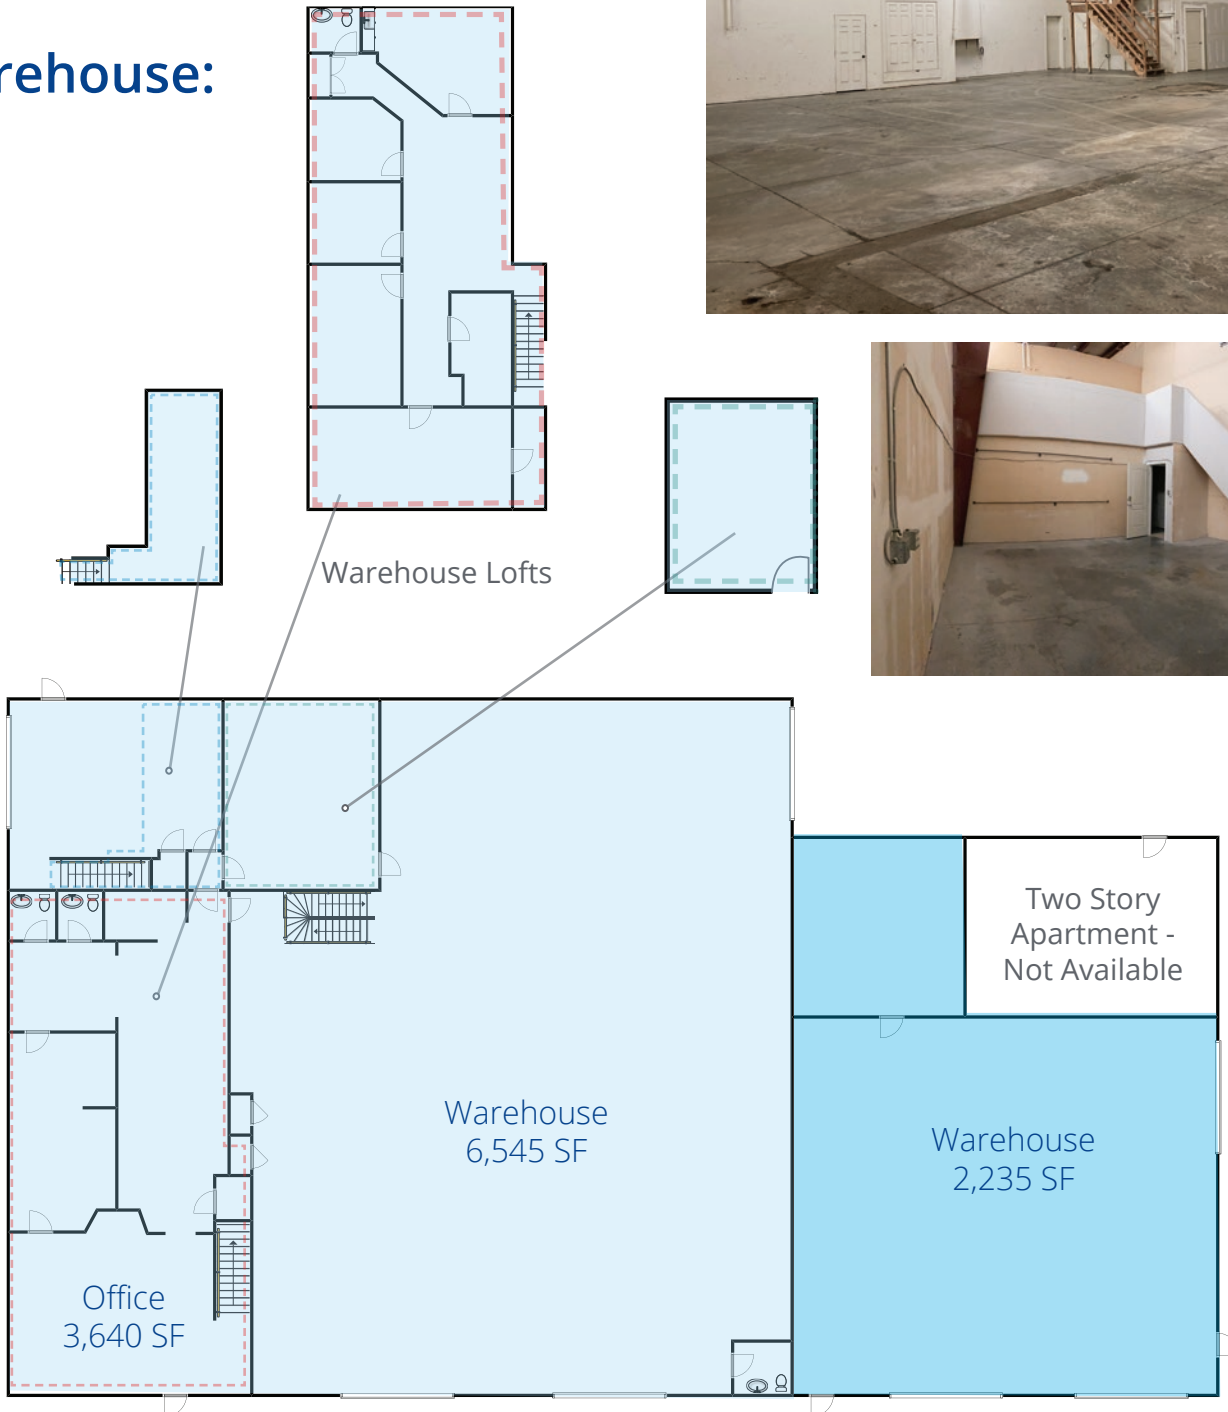 rehouse:
Warehouse Lofts
Two Story
Apartment -
Not Available
Warehouse
6,545 SF
Warehouse
2,235 SF
Office
3,640 SF